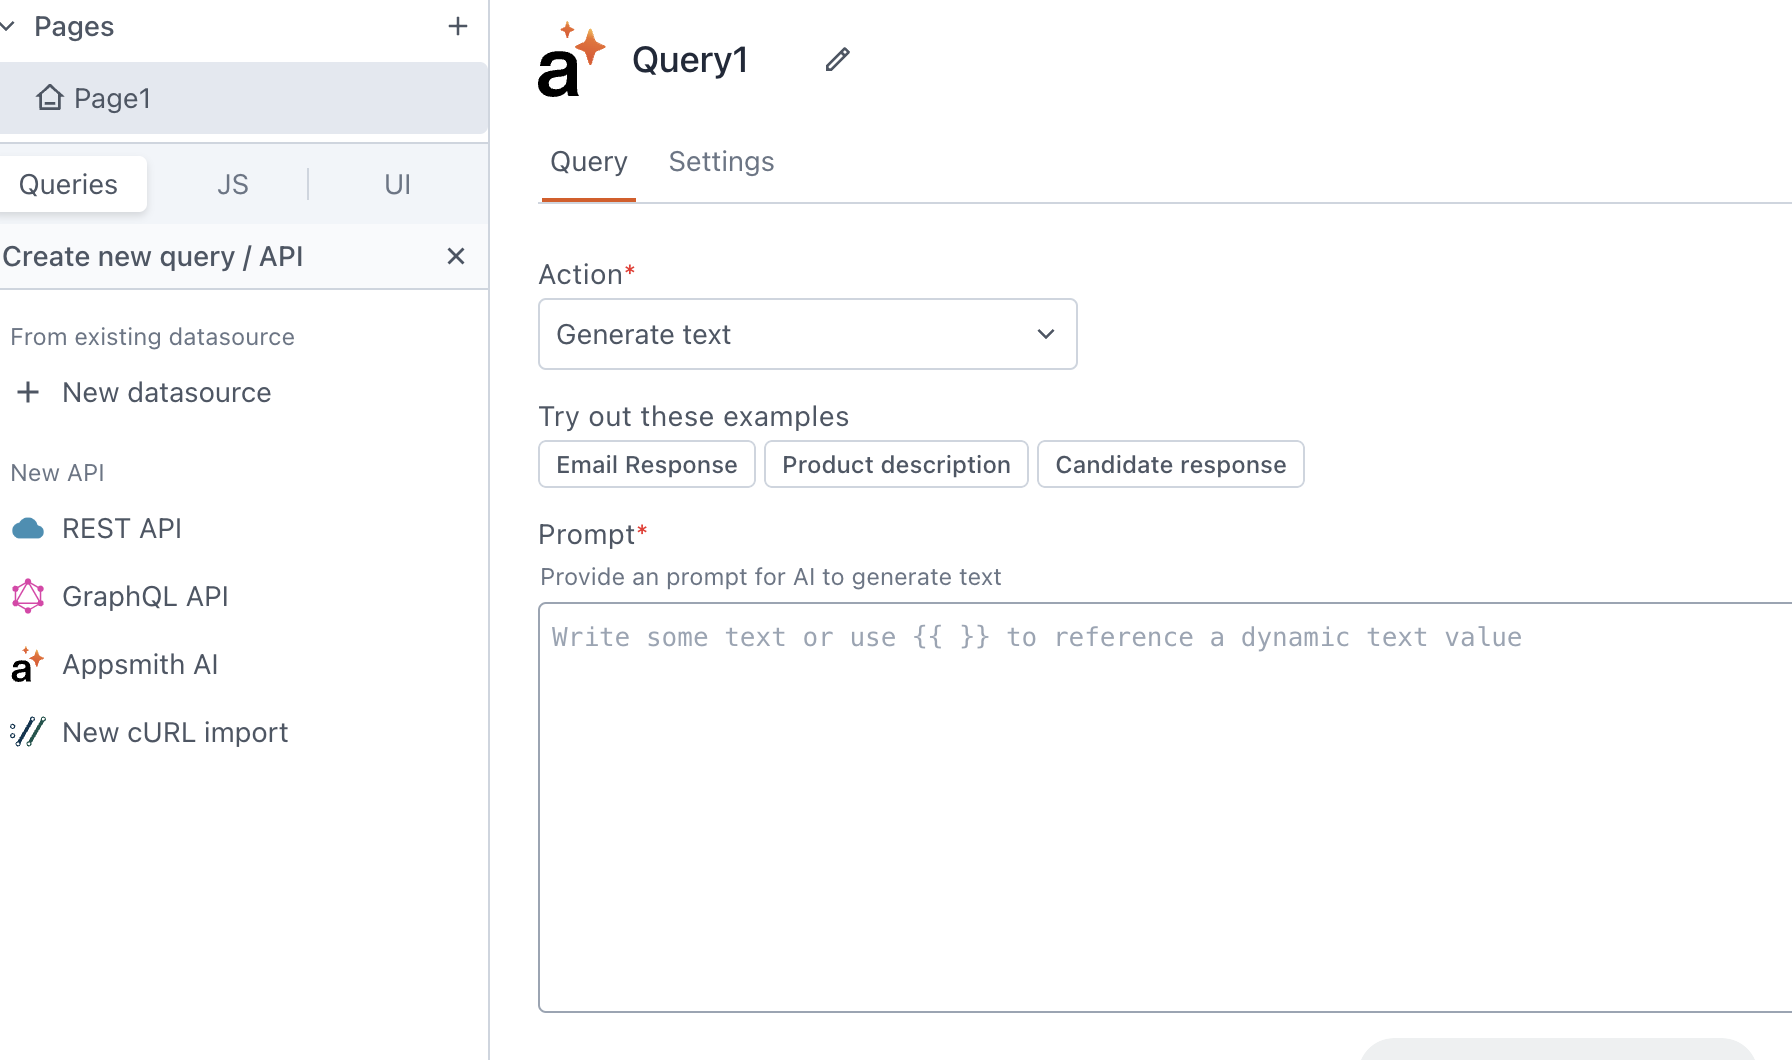 Pages
Page1
Queries
JS
UI
Create new query / API
From existing datasource
New datasource
New API
REST API
GraphQL API
a
Appsmith AI
New cURL import
a
Query1
Query
Settings
Action*
Generate text
Try out these examples
Email Response
Product description
Candidate response
Prompt*
Provide an prompt for AI to generate text
Write some text or use {{ }} to reference a dynamic text value